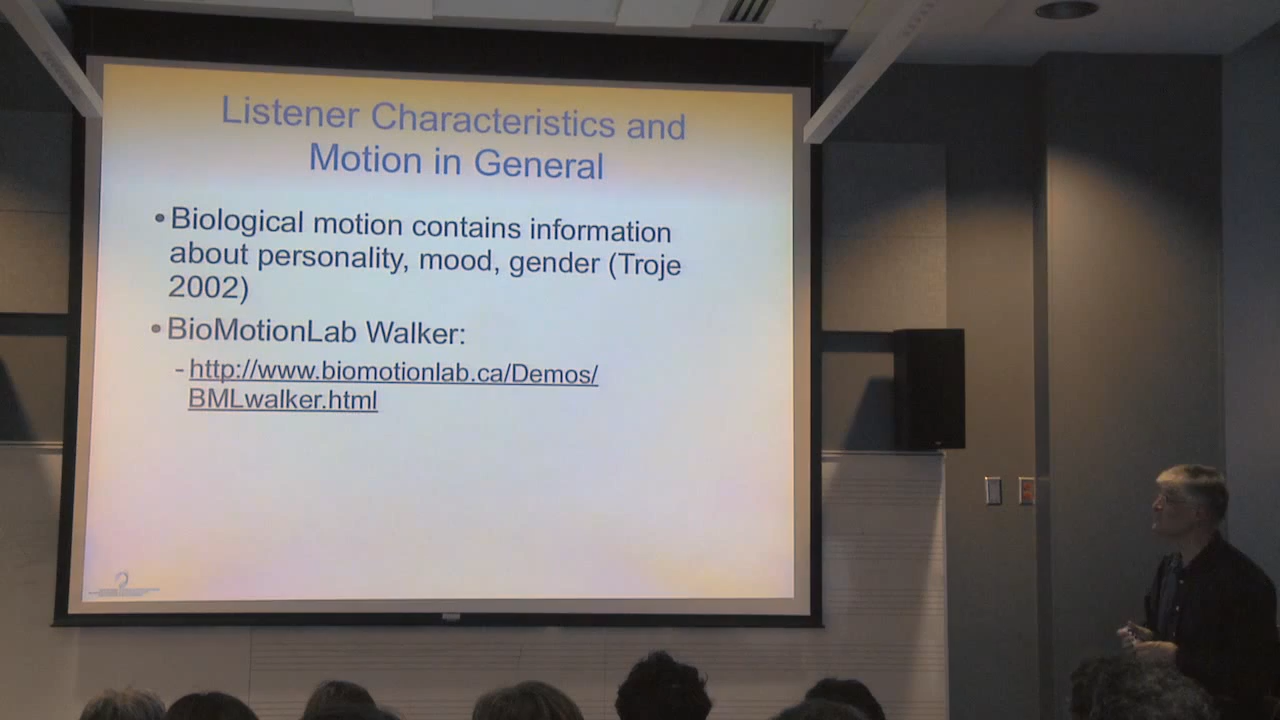 Listener Characteristics and
Motion in General
•Biological motion contains information
about personality, mood, gender (Troje
2002)
•BioMotionLab Walker:
-http://www.biomotionlab.ca/Demos/
BMLwalker.html